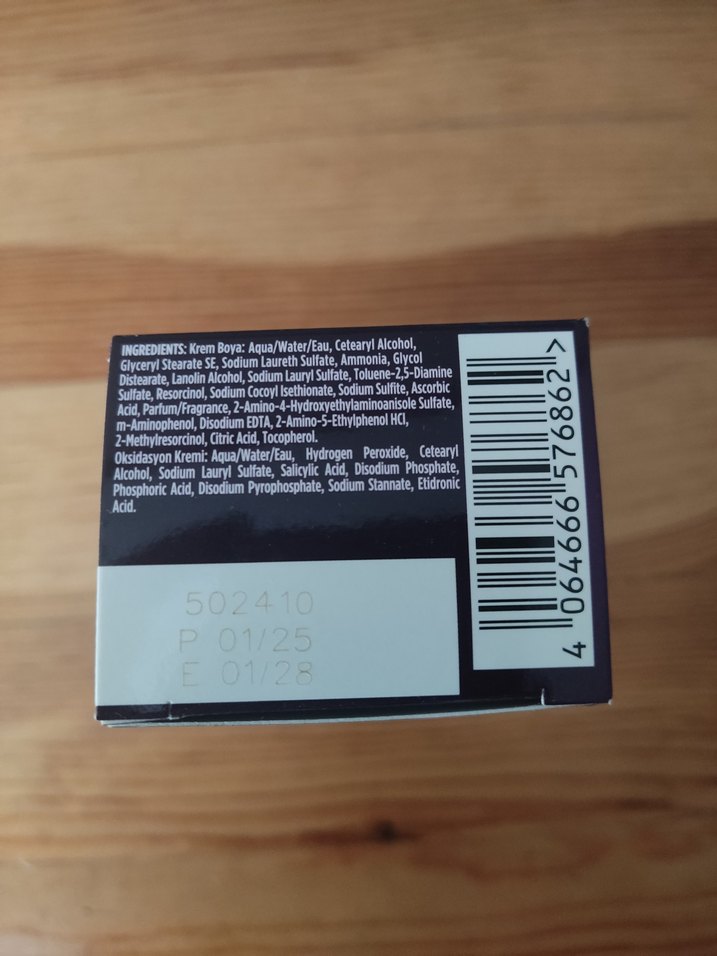 INGREDIENTS: Krem Boya: Aqua/Water/Eau, Cetearyl Alcohol,
Glyceryl Stearate SE, Sodium Laureth Sulfate, Ammonia, Glycol
Distearate, Lanolin Alcohol, Sodium Lauryl Sulfate, Toluene-2,5-Diamine
Sulfate, Resorcinol, Sodium Cocoyl Isethionate, Sodium Sulfite, Ascorbic
Acid, Parfum/Fragrance, 2-Amino-4-Hydroxyethylaminoanisole Sulfate,
m-Aminophenol, Disodium EDTA, 2-Amino-5-Ethylphenol HCl,
2-Methylresorcinol, Citric Acid, Tocopherol.
Oksidasyon Kremi: Aqua/Water/Eau, Hydrogen Peroxide, Cetearyl
Alcohol, Sodium Lauryl Sulfate, Salicylic Acid, Disodium Phosphate,
Phosphoric Acid, Disodium Pyrophosphate, Sodium Stannate, Etidronic
Acid.
502410
P 01/25
E 01/28
4 064666 576862 >